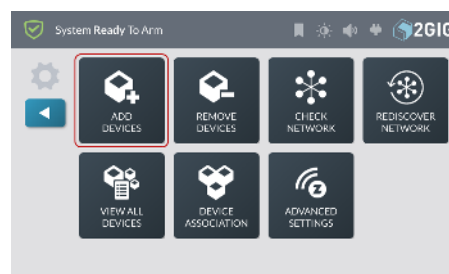 System Ready To Arm
2GIG
ADD
DEVICES
REMOVE
DEVICES
CHECK
NETWORK
REDISCOVER
NETWORK
VIEW ALL
DEVICES
DEVICE
ASSOCIATION
ADVANCED
SETTINGS
Z